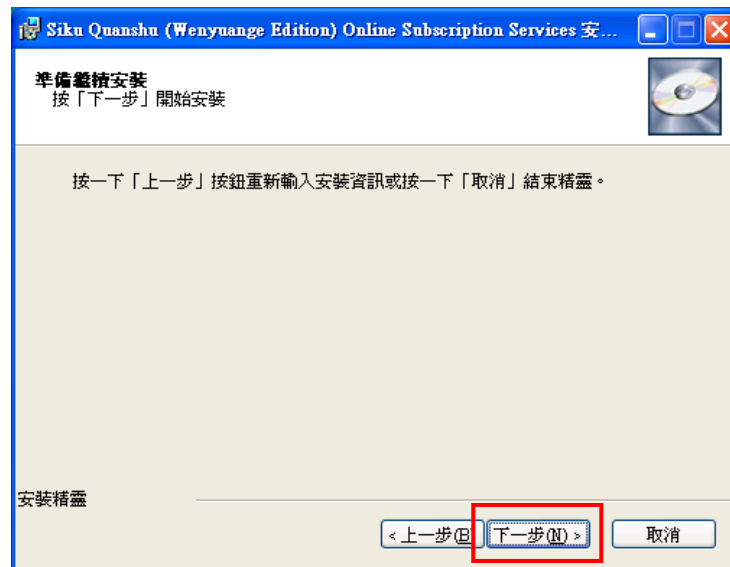 Siku Quanshu (Wenyuange Edition) Online Subscription Services 安...
準備繼續安裝
按「下一步」開始安裝
按一下「上一步」按鈕重新輸入安裝資訊或按一下「取消」結束精靈。
安裝精靈
<上一步(B 下一步(N)> 取消